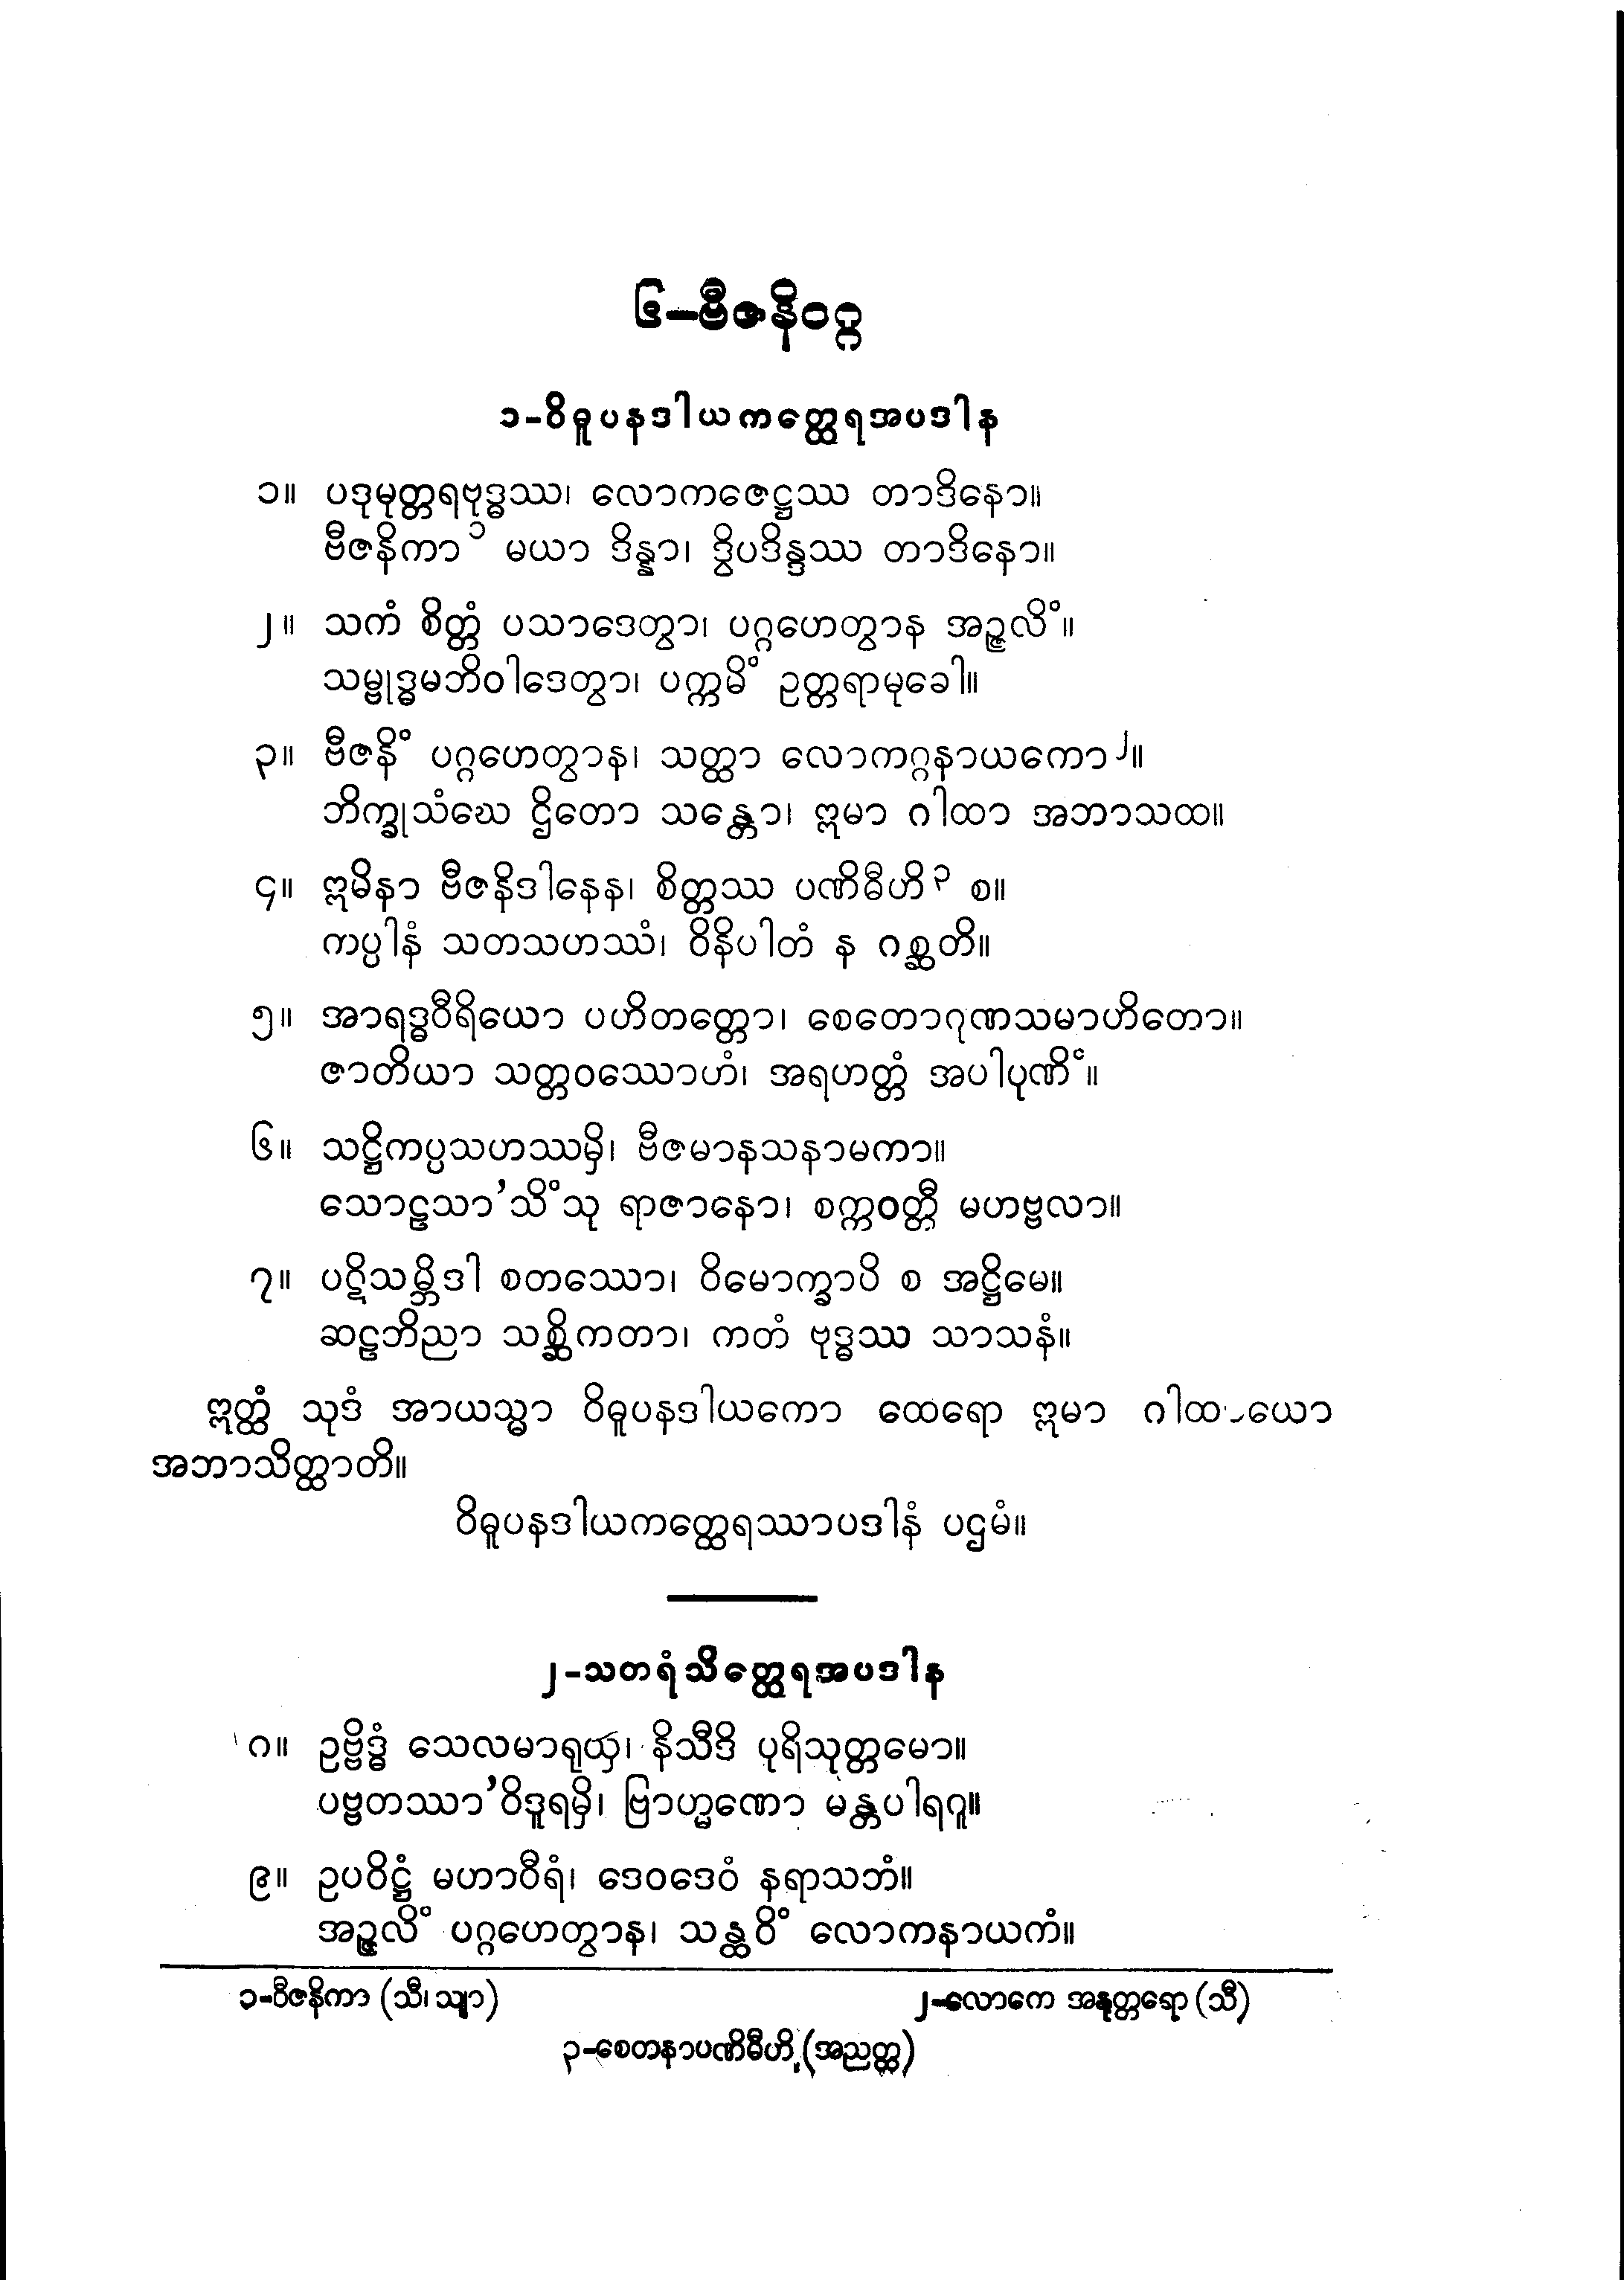 ၆-ဗီဇနိဝဂ္ဂ
၁-ဝိဓူပနဒါယကတ္ထေရအပဒါန
၁။ ပဒုမုတ္တရဗုဒ္ဓဿ၊ လောကဇေဋ္ဌဿ တာဒိနော။
ဗီဇနိကာ ၁ မယာ ဒိန္နာ၊ ဒွိပဒိန္ဒဿ တာဒိနော။
၂။ သကံ စိတ္တံ ပသာဒေတွာ၊ ပဂ္ဂဟေတွာန အဉ္ဇလိံ။
သမ္ဗုဒ္ဓမဘိဝါဒေတွာ၊ ပက္ကမိံ ဥတ္တရာမုခေါ။
၃။ ဗီဇနိံ ပဂ္ဂဟေတွာန၊ သတ္ထာ လောကဂ္ဂနာယကော ၂။
ဘိက္ခုသံဃေ ဌိတော သန္တော၊ ဣမာ ဂါထာ အဘာသထ။
၄။ ဣမိနာ ဗီဇနိဒါနေန၊ စိတ္တဿ ပဏိဓီဟိ ၃ စ။
ကပ္ပါနံ သတသဟဿံ၊ ဝိနိပါတံ န ဂစ္ဆတိ။
၅။ အာရဒ္ဓဝီရိယော ပဟိတတ္တော၊ စေတောဂုဏသမာဟိတော။
ဇာတိယာ သတ္တဝဿောဟံ၊ အရဟတ္တံ အပါပုဏိံ။
၆။ သဋ္ဌိကပ္ပသဟဿမှိ၊ ဗီဇမာနသနာမကာ။
သောဠသာ’သိံသု ရာဇာနော၊ စက္ကဝတ္တီ မဟဗ္ဗလာ။
၇။ ပဋိသမ္ဘိဒါ စတဿော၊ ဝိမောက္ခာပိ စ အဋ္ဌိမေ။
ဆဠဘိညာ သစ္ဆိကတာ၊ ကတံ ဗုဒ္ဓဿ သာသနံ။
ဣတ္ထံ သုဒံ အာယသ္မာ ဝိဓူပနဒါယကော ထေရော ဣမာ ဂါထာယော
အဘာသိတ္ထာတိ။
ဝိဓူပနဒါယကတ္ထေရဿာပဒါနံ ပဌမံ။
၂-သတရံသိတ္ထေရအပဒါန
၈။ ဥဗ္ဗိဒ္ဓံ သေလမာရုယှ၊ နိသီဒိ ပုရိသုတ္တမော။
ပဗ္ဗတဿာ’ဝိဒူရမှိ၊ ဗြာဟ္မဏော မန္တပါရဂူ။
၉။ ဥပဝိဋ္ဌံ မဟာဝီရံ၊ ဒေဝဒေဝံ နရာသဘံ။
အဉ္ဇလိံ ပဂ္ဂဟေတွာန၊ သန္ထဝိံ လောကနာယကံ။
၁-ဝီဇနိကာ (သီ၊ သျာ) ၂-လောကေ အနုတ္တရော (သီ)
၃-စေတနာပဏိဓီဟိ (အညတ္ထ)